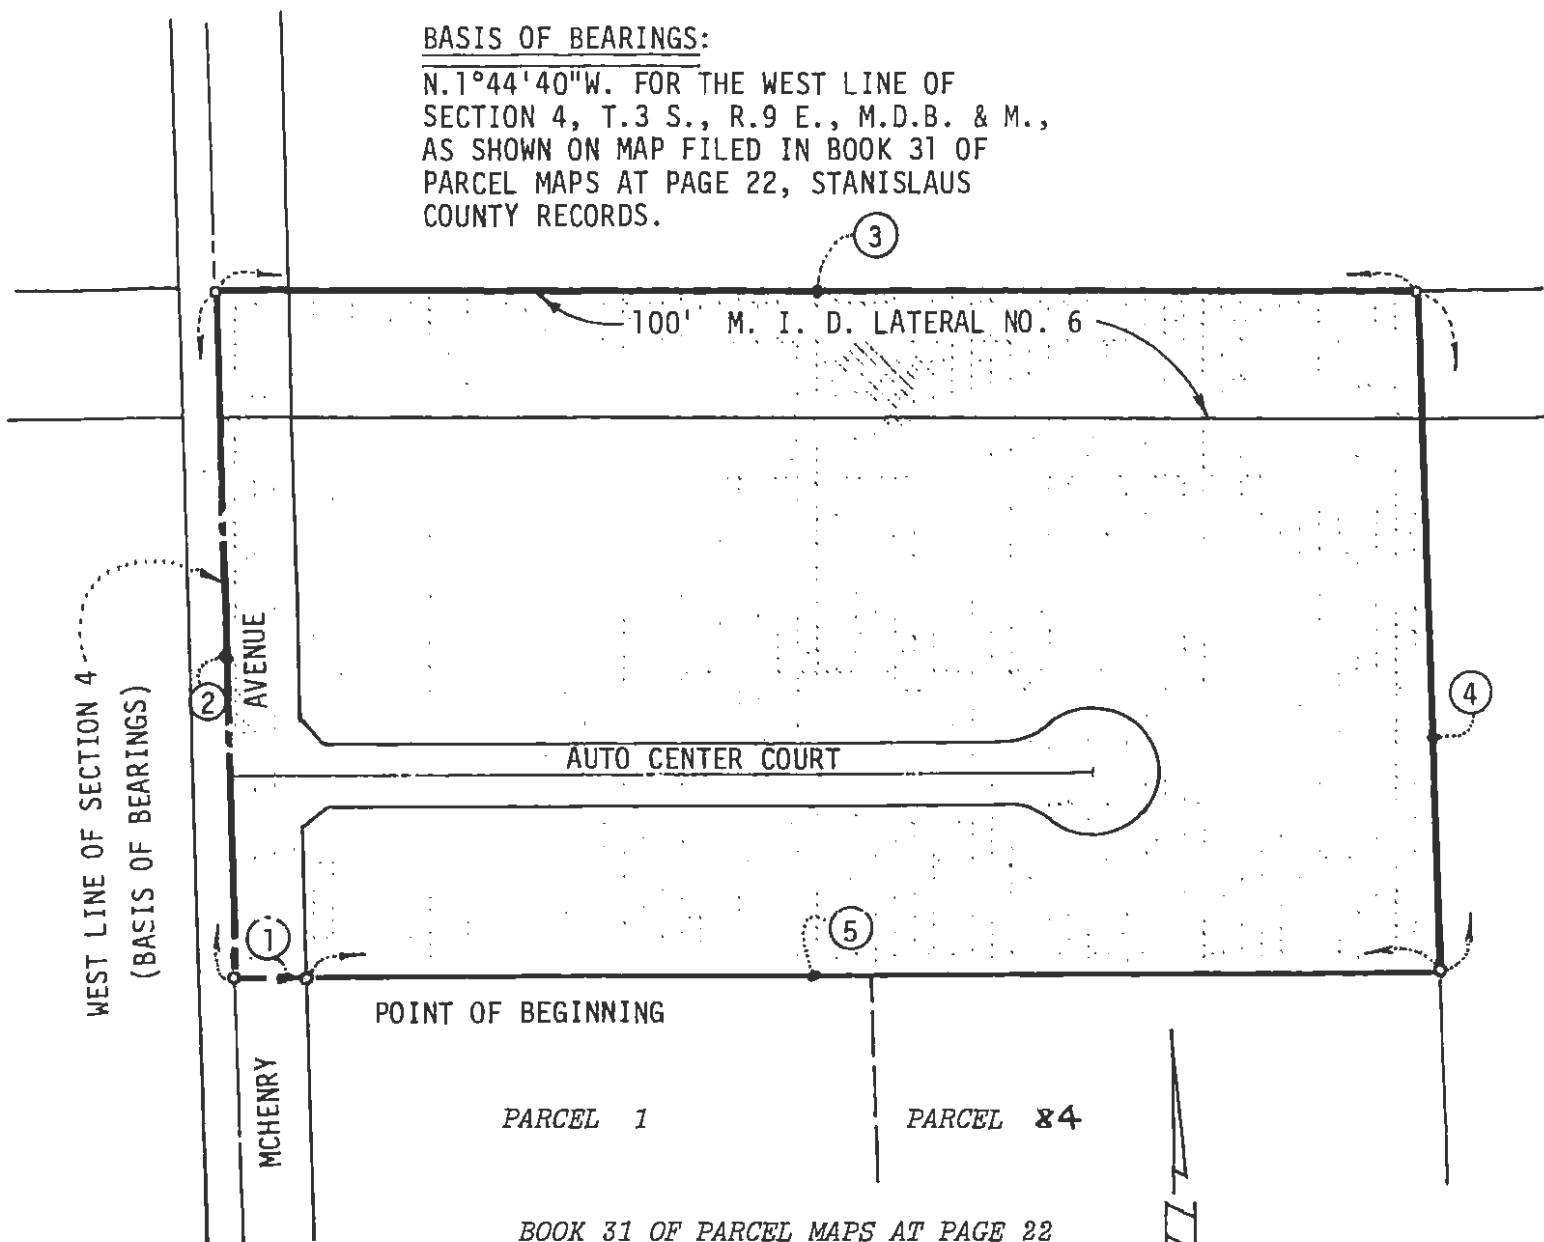 BASIS OF BEARINGS:
N.1°44'40"W. FOR THE WEST LINE OF
SECTION 4, T.3 S., R.9 E., M.D.B. & M.,
AS SHOWN ON MAP FILED IN BOOK 31 OF
PARCEL MAPS AT PAGE 22, STANISLAUS
COUNTY RECORDS.
3
100' M. I. D. LATERAL NO. 6
WEST LINE OF SECTION 4
(BASIS OF BEARINGS)
2
AVENUE
4
AUTO CENTER COURT
1
5
POINT OF BEGINNING
MCHENRY
PARCEL 1
PARCEL 4
BOOK 31 OF PARCEL MAPS AT PAGE 22